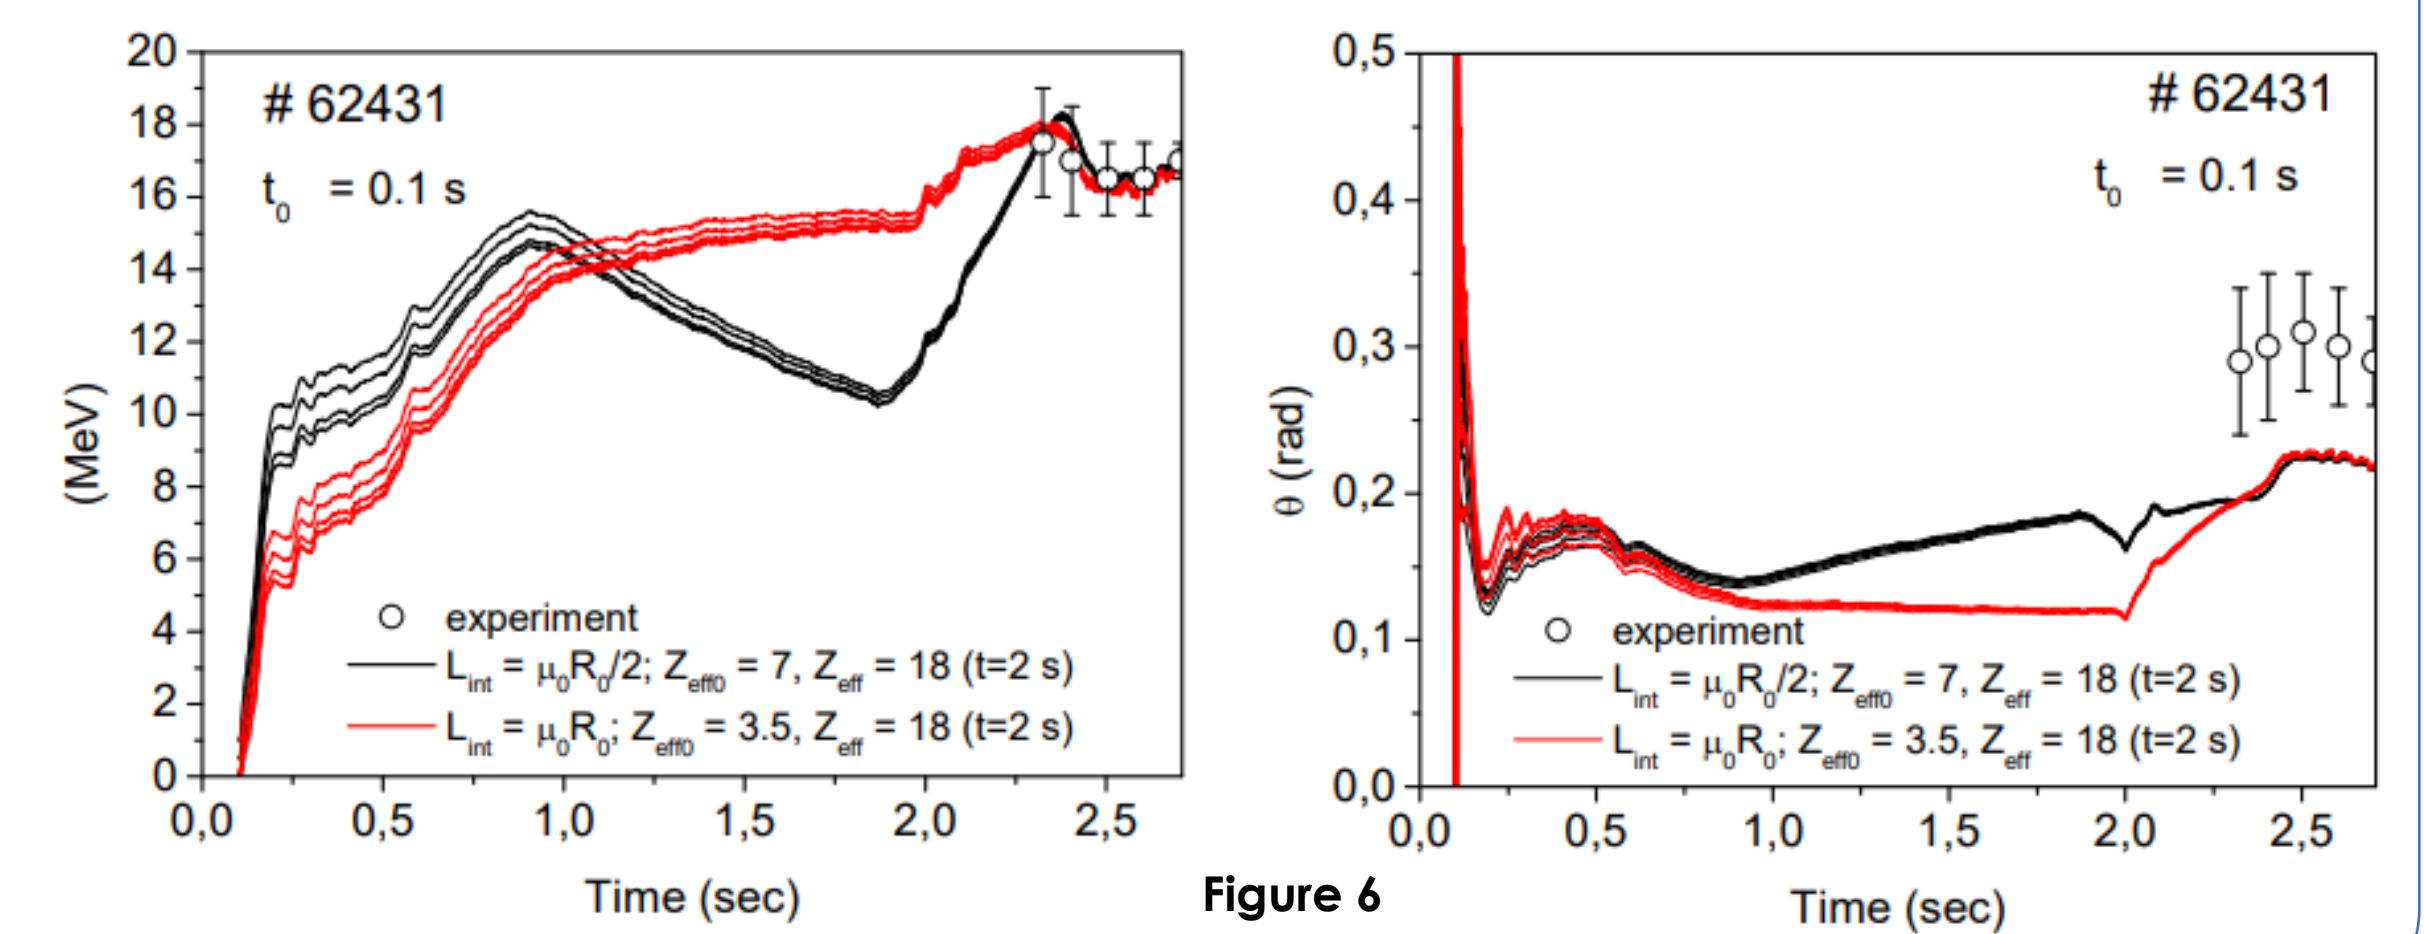 20
18
16
14
12
10
8
6
4
2
0
(MeV)
# 62431
t0 = 0.1 s
experiment
Lint = μ0R0/2; Zeff0 = 7, Zeff = 18 (t=2 s)
Lint = μ0R0; Zeff0 = 3.5, Zeff = 18 (t=2 s)
0,0 0,5 1,0 1,5 2,0 2,5
Time (sec)
0,5
0,4
0,3
0,2
0,1
0,0
θ (rad)
# 62431
t0 = 0.1 s
experiment
Lint = μ0R0/2; Zeff0 = 7, Zeff = 18 (t=2 s)
Lint = μ0R0; Zeff0 = 3.5, Zeff = 18 (t=2 s)
0,0 0,5 1,0 1,5 2,0 2,5
Time (sec)
Figure 6